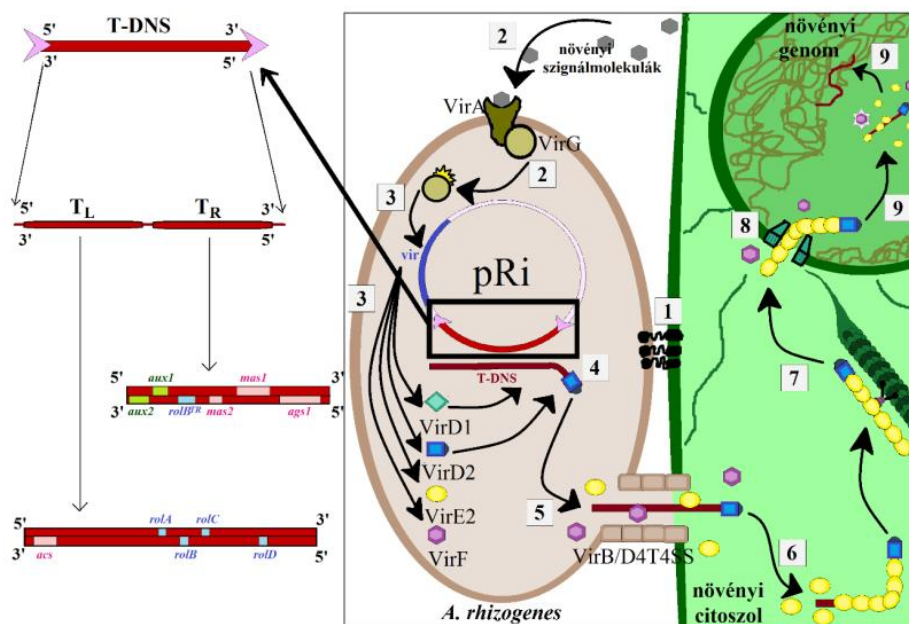 T-DNS
5'
3'
3'
5'
T_L
T_R
5'
3'
3'
5'
aux1
mas1
5'
3'
3'
5'
aux2
rolB^TR
mas2
ags1
5'
3'
3'
5'
rolA
rolC
acs
rolB
rolD
2
növényi
szignálmolekulák
VirA
VirG
2
3
vir
pRi
3
1
T-DNS
4
VirD1
VirD2
VirE2
VirF
5
VirB/D4T4SS
A. rhizogenes
növényi
genom
9
9
8
7
6
növényi
citoszol